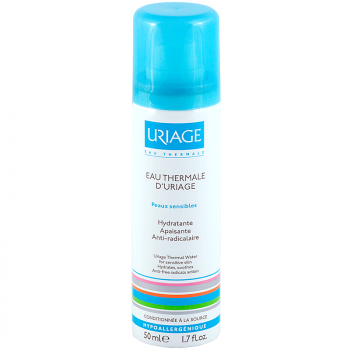 URIAGE
EAU THERMALE
EAU THERMALE
D'URIAGE
Peaux sensibles
Hydratante
Apaisante
Anti-radicalaire
Uriage Thermal Water
for sensitive skin
Hydrates, soothes
Anti-free radicals action
CONDITIONNÉE À LA SOURCE
HYPOALLERGÉNIQUE
50 ml e 1.7 fl.oz.